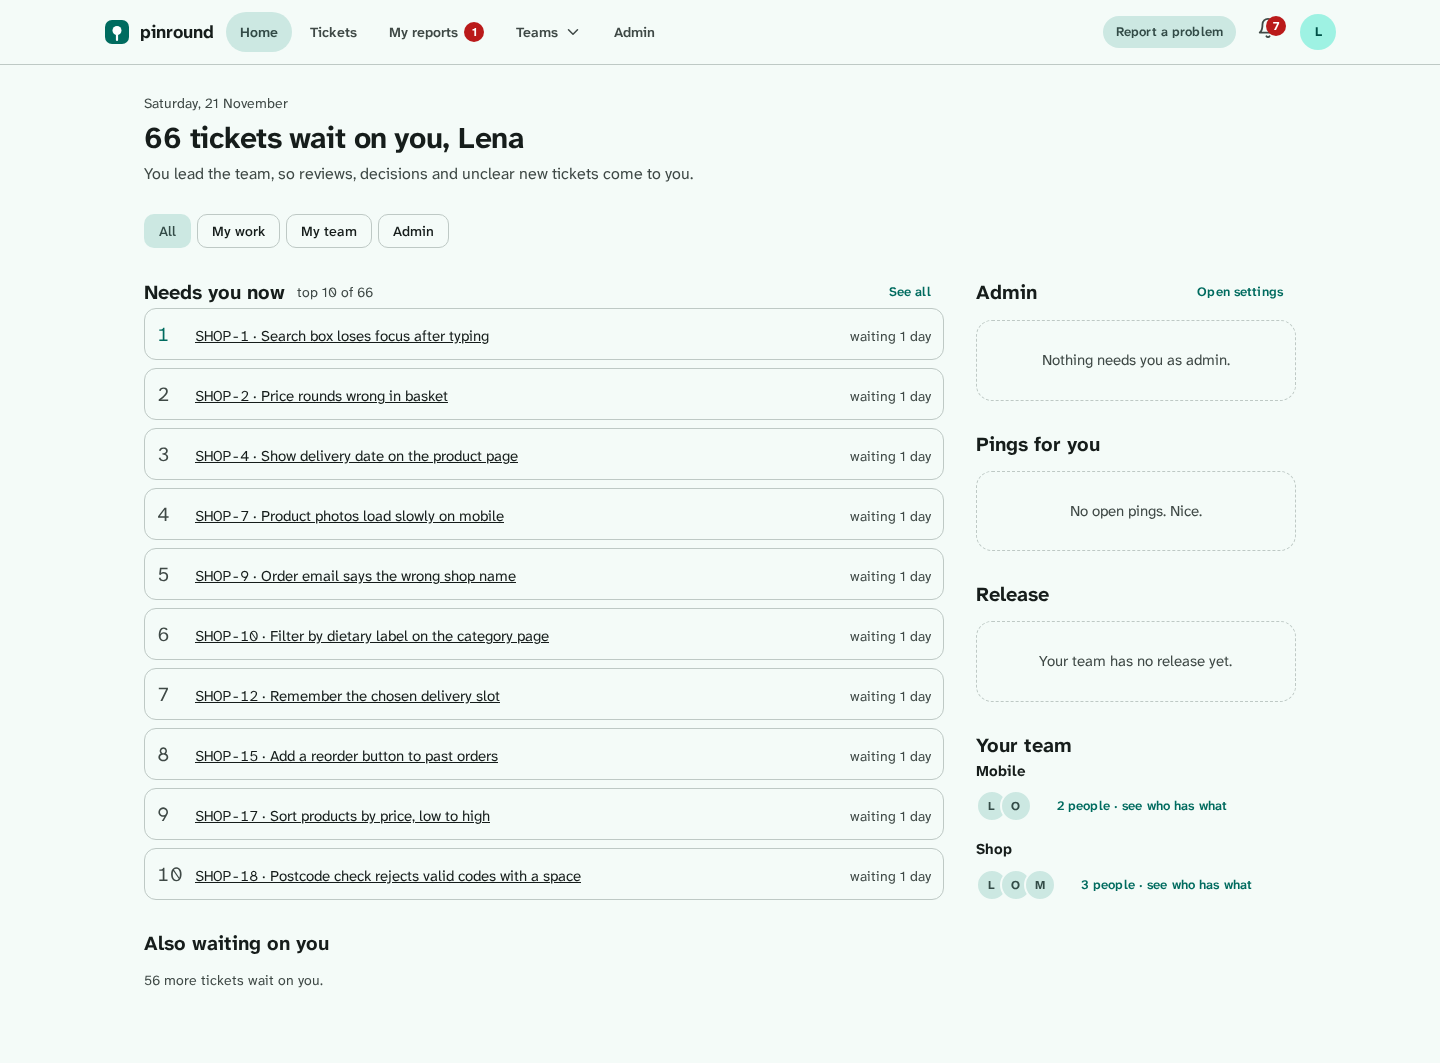 pinround
Home
Tickets
My reports 1
Teams
Admin
Report a problem
7
L
Saturday, 21 November
66 tickets wait on you, Lena
You lead the team, so reviews, decisions and unclear new tickets come to you.
All
My work
My team
Admin
Needs you now top 10 of 66
See all
1 SHOP-1 · Search box loses focus after typing waiting 1 day
2 SHOP-2 · Price rounds wrong in basket waiting 1 day
3 SHOP-4 · Show delivery date on the product page waiting 1 day
4 SHOP-7 · Product photos load slowly on mobile waiting 1 day
5 SHOP-9 · Order email says the wrong shop name waiting 1 day
6 SHOP-10 · Filter by dietary label on the category page waiting 1 day
7 SHOP-12 · Remember the chosen delivery slot waiting 1 day
8 SHOP-15 · Add a reorder button to past orders waiting 1 day
9 SHOP-17 · Sort products by price, low to high waiting 1 day
10 SHOP-18 · Postcode check rejects valid codes with a space waiting 1 day
Also waiting on you
56 more tickets wait on you.
Admin
Open settings
Nothing needs you as admin.
Pings for you
No open pings. Nice.
Release
Your team has no release yet.
Your team
Mobile
L O 2 people · see who has what
Shop
L O M 3 people · see who has what